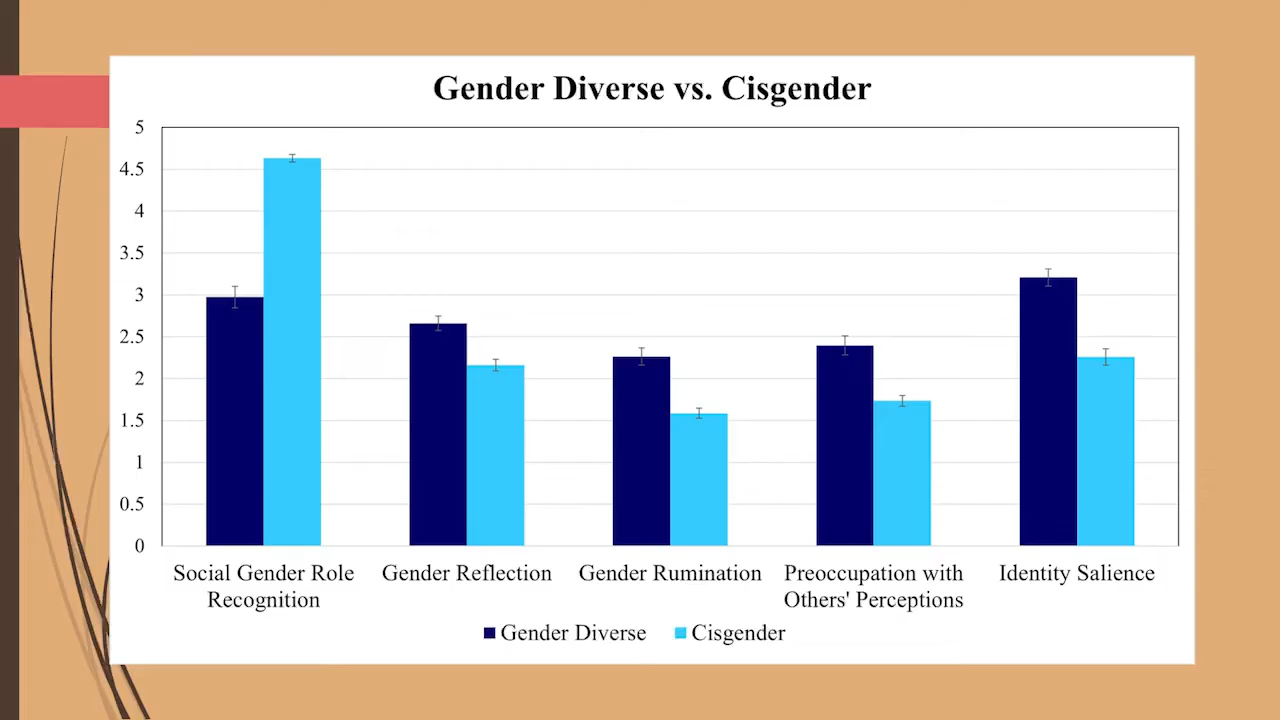 Gender Diverse vs. Cisgender
5
4.5
4
3.5
3
2.5
2
1.5
1
0.5
0
Social Gender Role
Recognition
Gender Reflection
Gender Rumination
Preoccupation with
Others' Perceptions
Identity Salience
Gender Diverse
Cisgender